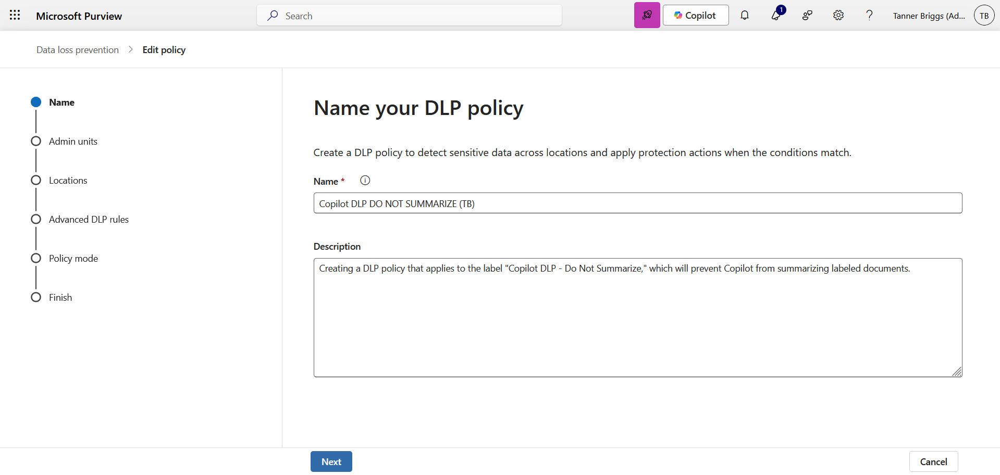 Microsoft Purview
Search
Copilot
1
Tanner Briggs (Ad...
TB
Data loss prevention
Edit policy
Name
Admin units
Locations
Advanced DLP rules
Policy mode
Finish
Name your DLP policy
Create a DLP policy to detect sensitive data across locations and apply protection actions when the conditions match.
Name *
Copilot DLP DO NOT SUMMARIZE (TB)
Description
Creating a DLP policy that applies to the label "Copilot DLP - Do Not Summarize," which will prevent Copilot from summarizing labeled documents.
Next
Cancel